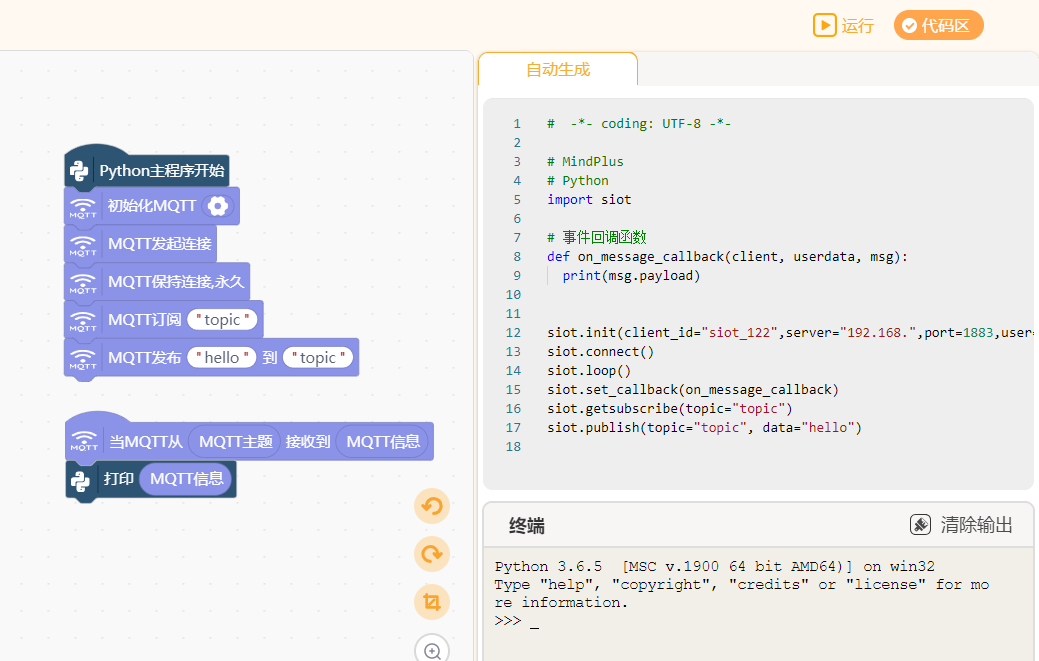 运行
代码区
自动生成
Python主程序开始
MQTT 初始化MQTT
MQTT MQTT发起连接
MQTT MQTT保持连接,永久
MQTT MQTT订阅 "topic"
MQTT MQTT发布 "hello" 到 "topic"
MQTT 当MQTT从 MQTT主题 接收到 MQTT信息
打印 MQTT信息
1 # -*- coding: UTF-8 -*-
2
3 # MindPlus
4 # Python
5 import siot
6
7 # 事件回调函数
8 def on_message_callback(client, userdata, msg):
9 print(msg.payload)
10
11
12 siot.init(client_id="siot_122",server="192.168.",port=1883,user=
13 siot.connect()
14 siot.loop()
15 siot.set_callback(on_message_callback)
16 siot.getsubscribe(topic="topic")
17 siot.publish(topic="topic", data="hello")
18
终端
清除输出
Python 3.6.5 [MSC v.1900 64 bit AMD64)] on win32
Type "help", "copyright", "credits" or "license" for mo
re information.
>>> _